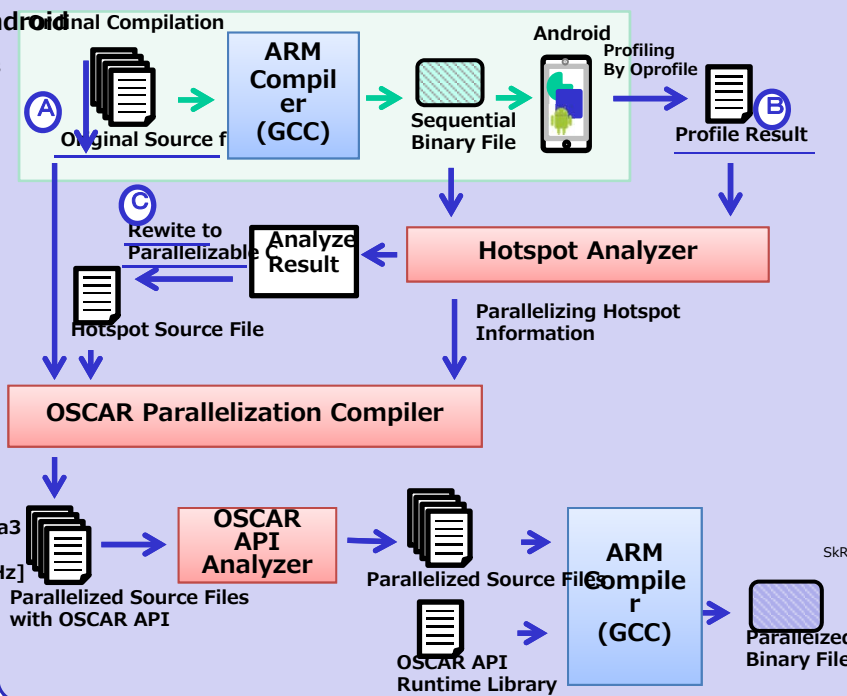 ndroid
Ordinal Compilation
A
Original Source f
ARM
Compil
er
(GCC)
Sequential
Binary File
Android
Profiling
By Oprofile
B
Profile Result
C
Rewite to
Parallelizable C
Analyze
Result
Hotspot Analyzer
Hotspot Source File
Parallelizing Hotspot
Information
OSCAR Parallelization Compiler
a3
Hz]
Parallelized Source Files
with OSCAR API
OSCAR
API
Analyzer
Parallelized Source Files
OSCAR API
Runtime Library
ARM
Compile
r
(GCC)
SkR
Paralleized
Binary File